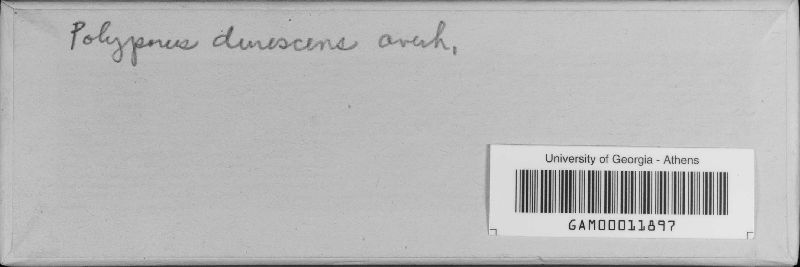 Polyporus durescens overh.
University of Georgia - Athens
GAM00011897